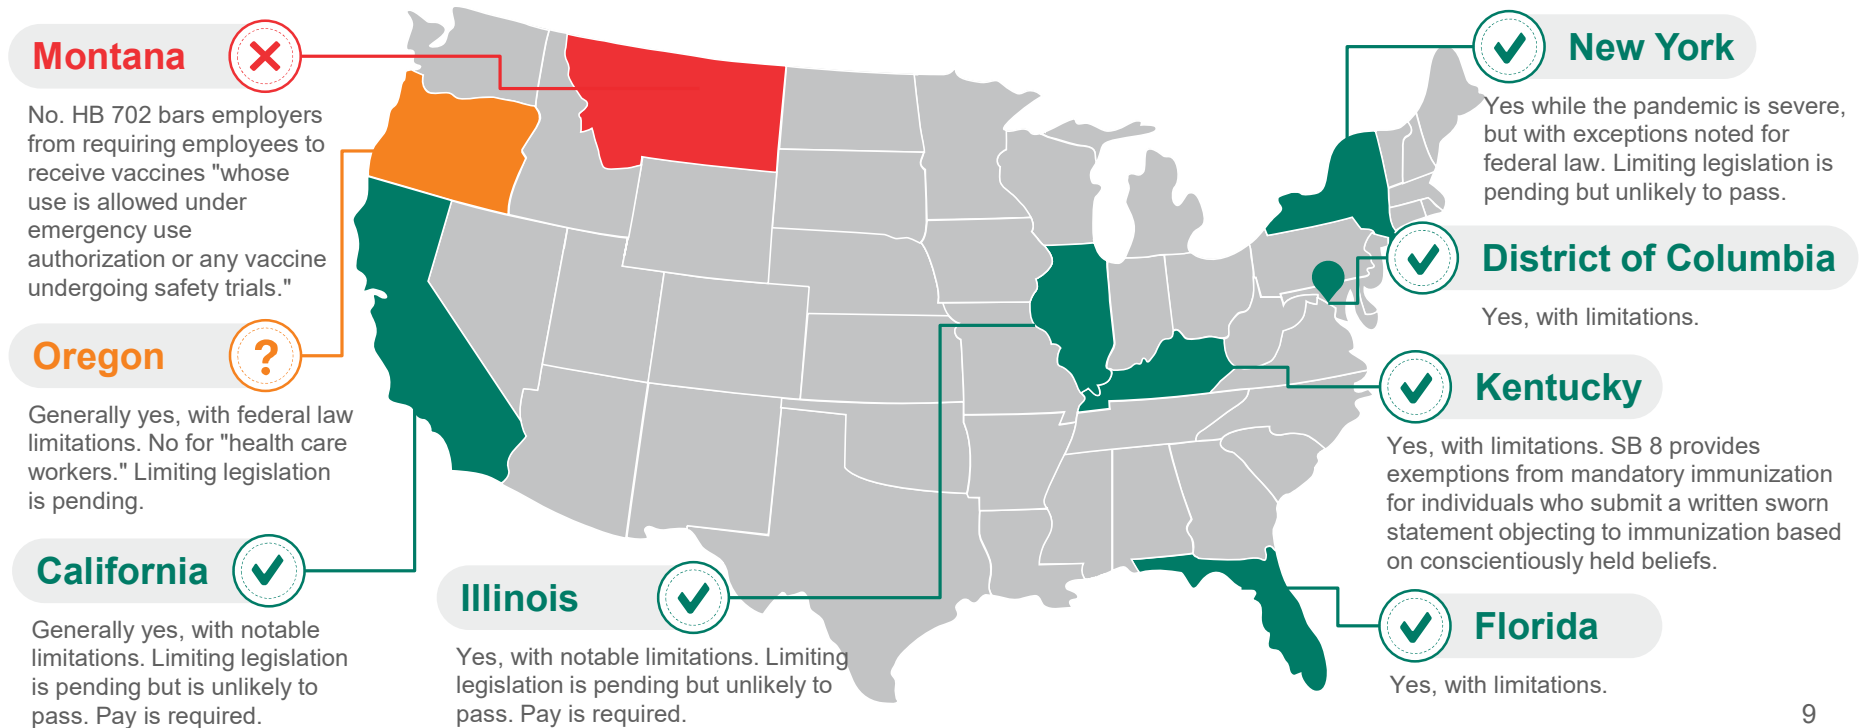 Montana
No. HB 702 bars employers
from requiring employees to
receive vaccines "whose
use is allowed under
emergency use
authorization or any vaccine
undergoing safety trials."
Oregon
?
Generally yes, with federal law
limitations. No for "health care
workers." Limiting legislation
is pending.
California
Generally yes, with notable
limitations. Limiting legislation
is pending but is unlikely to
pass. Pay is required.
Illinois
Yes, with notable limitations. Limiting
legislation is pending but unlikely to
pass. Pay is required.
New York
Yes while the pandemic is severe,
but with exceptions noted for
federal law. Limiting legislation is
pending but unlikely to pass.
District of Columbia
Yes, with limitations.
Kentucky
Yes, with limitations. SB 8 provides
exemptions from mandatory immunization
for individuals who submit a written sworn
statement objecting to immunization based
on conscientiously held beliefs.
Florida
Yes, with limitations.
9